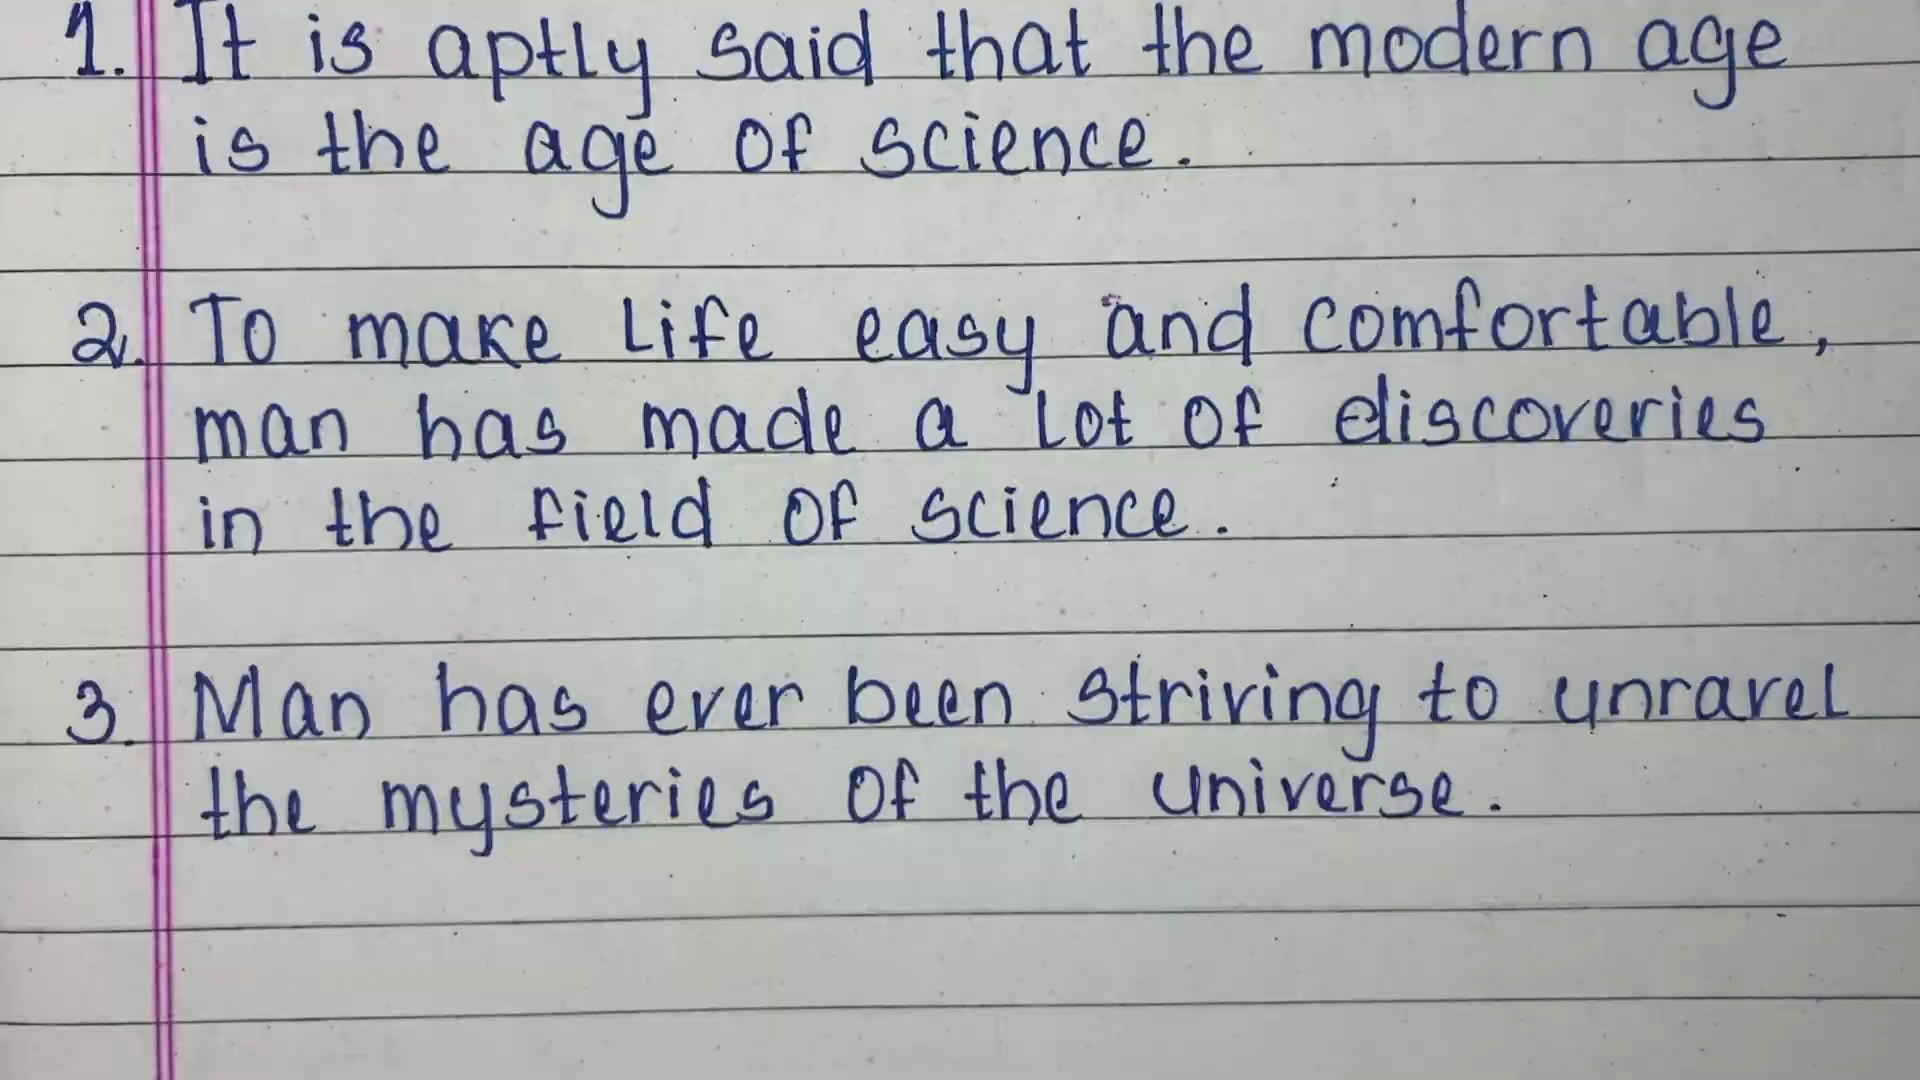 1. It is aptly said that the modern age
is the age of science.
2. To make life easy and comfortable,
man has made a lot of discoveries
in the field of science.
3. Man has ever been striving to unravel
the mysteries of the universe.